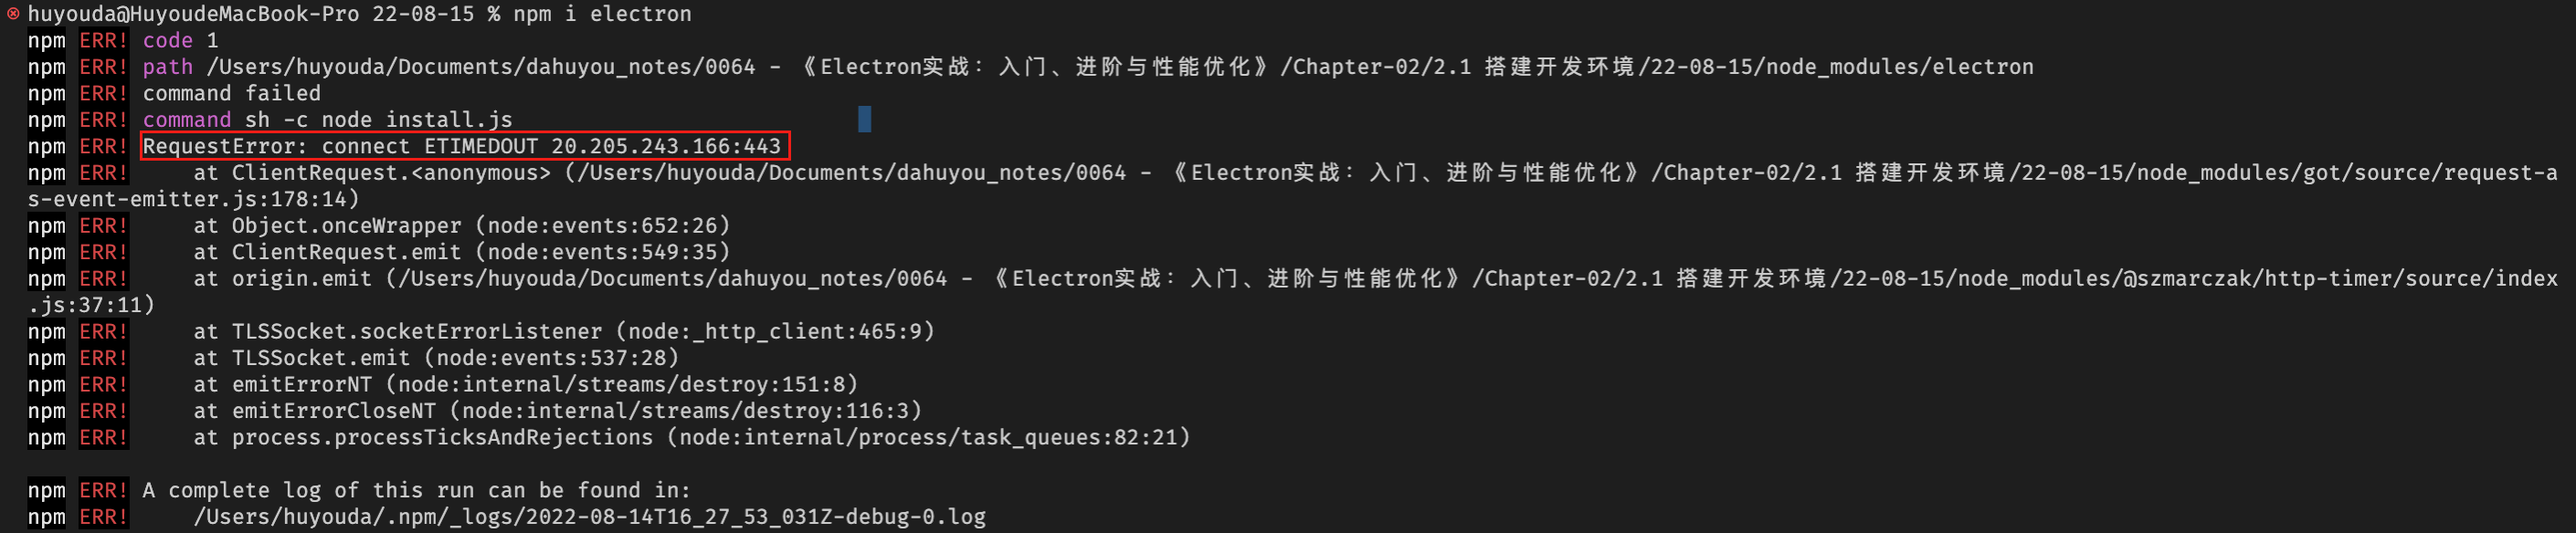 huyouda@HuyoudeMacBook-Pro 22-08-15 % npm i electron
npm ERR! code 1
npm ERR! path /Users/huyouda/Documents/dahuyou_notes/0064 - 《Electron实战：入门、进阶与性能优化》/Chapter-02/2.1 搭建开发环境/22-08-15/node_modules/electron
npm ERR! command failed
npm ERR! command sh -c node install.js
npm ERR! RequestError: connect ETIMEDOUT 20.205.243.166:443
npm ERR!     at ClientRequest.<anonymous> (/Users/huyouda/Documents/dahuyou_notes/0064 - 《Electron实战：入门、进阶与性能优化》/Chapter-02/2.1 搭建开发环境/22-08-15/node_modules/got/source/request-a
s-event-emitter.js:178:14)
npm ERR!     at Object.onceWrapper (node:events:652:26)
npm ERR!     at ClientRequest.emit (node:events:549:35)
npm ERR!     at origin.emit (/Users/huyouda/Documents/dahuyou_notes/0064 - 《Electron实战：入门、进阶与性能优化》/Chapter-02/2.1 搭建开发环境/22-08-15/node_modules/@szmarczak/http-timer/source/index
.js:37:11)
npm ERR!     at TLSSocket.socketErrorListener (node:_http_client:465:9)
npm ERR!     at TLSSocket.emit (node:events:537:28)
npm ERR!     at emitErrorNT (node:internal/streams/destroy:151:8)
npm ERR!     at emitErrorCloseNT (node:internal/streams/destroy:116:3)
npm ERR!     at process.processTicksAndRejections (node:internal/process/task_queues:82:21)
npm ERR! A complete log of this run can be found in:
npm ERR!     /Users/huyouda/.npm/_logs/2022-08-14T16_27_53_031Z-debug-0.log